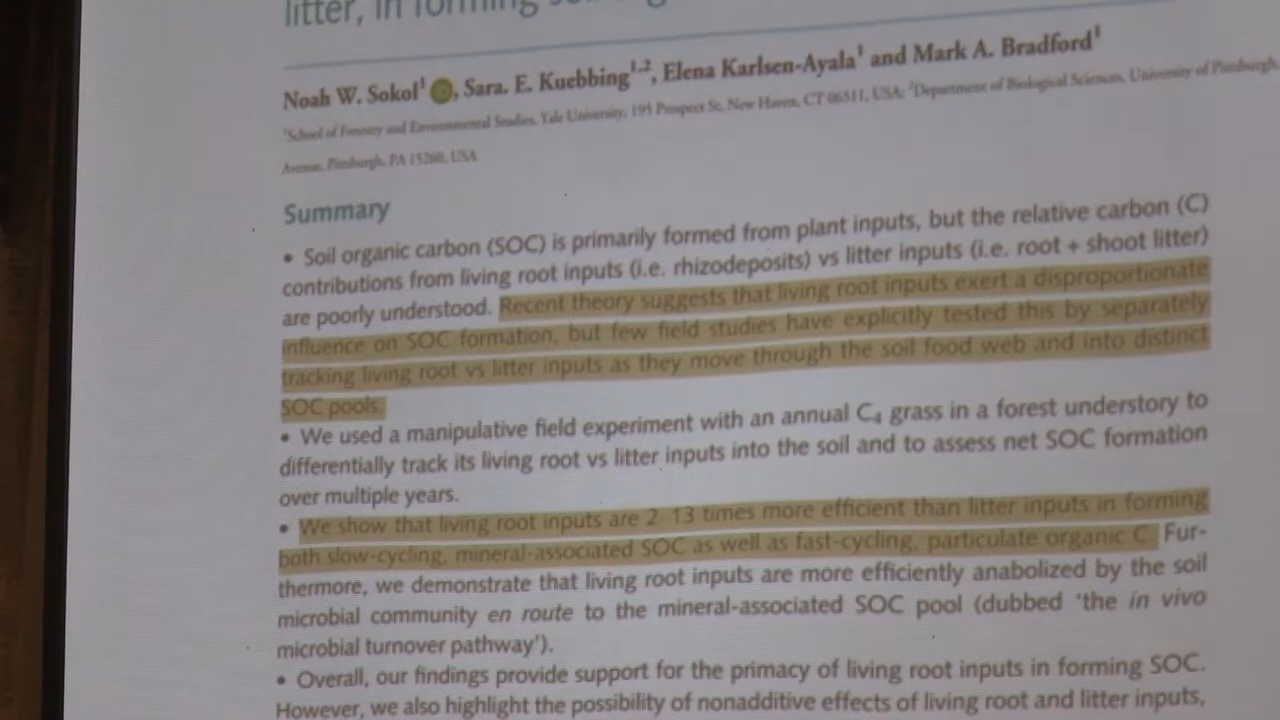 litter, in forming
Noah W. Sokol¹, Sara. E. Kuebbing¹,², Elena Karlsen-Ayala¹ and Mark A. Bradford¹
¹School of Forestry and Environmental Studies, Yale University, 195 Prospect St, New Haven, CT 06511, USA; ²Department of Biological Sciences, University of Pittsburgh,
Avenue, Pittsburgh, PA 15260, USA
Summary
• Soil organic carbon (SOC) is primarily formed from plant inputs, but the relative carbon (C)
contributions from living root inputs (i.e. rhizodeposits) vs litter inputs (i.e. root + shoot litter)
are poorly understood. Recent theory suggests that living root inputs exert a disproportionate
influence on SOC formation, but few field studies have explicitly tested this by separately
tracking living root vs litter inputs as they move through the soil food web and into distinct
SOC pools.
• We used a manipulative field experiment with an annual C₄ grass in a forest understory to
differentially track its living root vs litter inputs into the soil and to assess net SOC formation
over multiple years.
• We show that living root inputs are 2–13 times more efficient than litter inputs in forming
both slow-cycling, mineral-associated SOC as well as fast-cycling, particulate organic C. Fur-
thermore, we demonstrate that living root inputs are more efficiently anabolized by the soil
microbial community en route to the mineral-associated SOC pool (dubbed 'the in vivo
microbial turnover pathway').
• Overall, our findings provide support for the primacy of living root inputs in forming SOC.
However, we also highlight the possibility of nonadditive effects of living root and litter inputs,